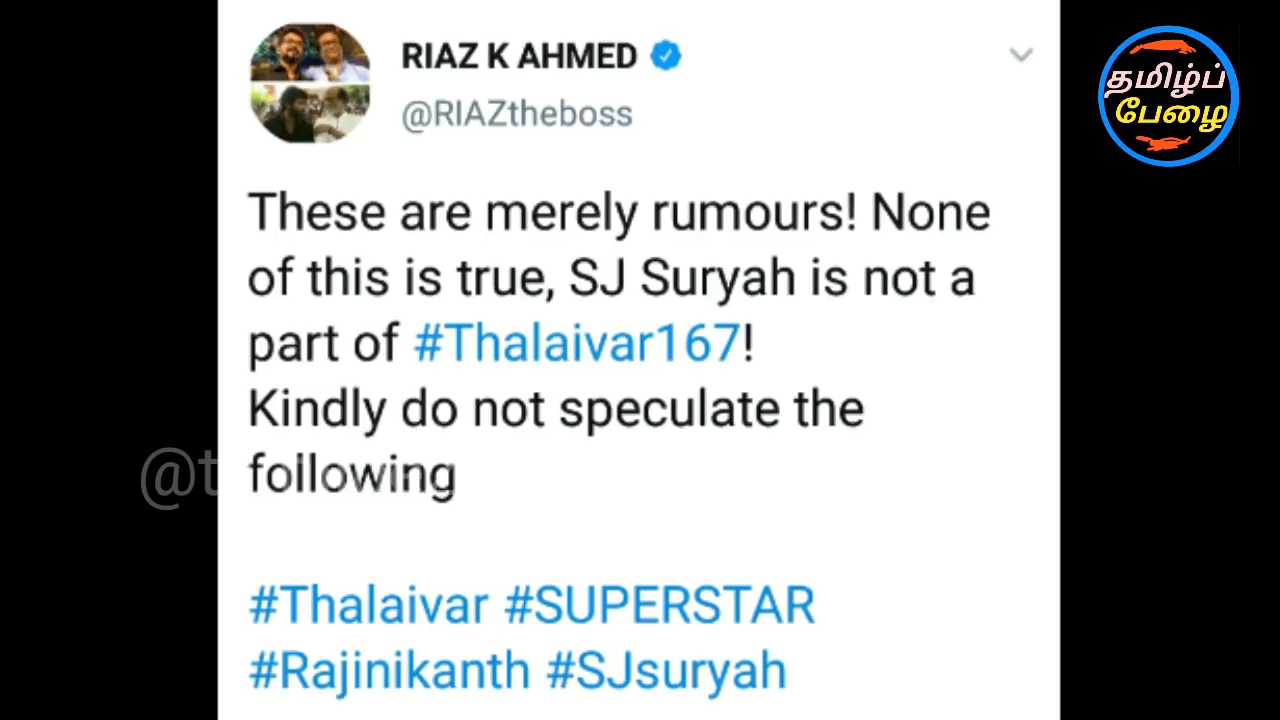 RIAZ K AHMED
@RIAZtheboss
தமிழ்ப்
பேழை
These are merely rumours! None
of this is true, SJ Suryah is not a
part of #Thalaivar167!
Kindly do not speculate the
following
@t
#Thalaivar #SUPERSTAR
#Rajinikanth #SJsuryah